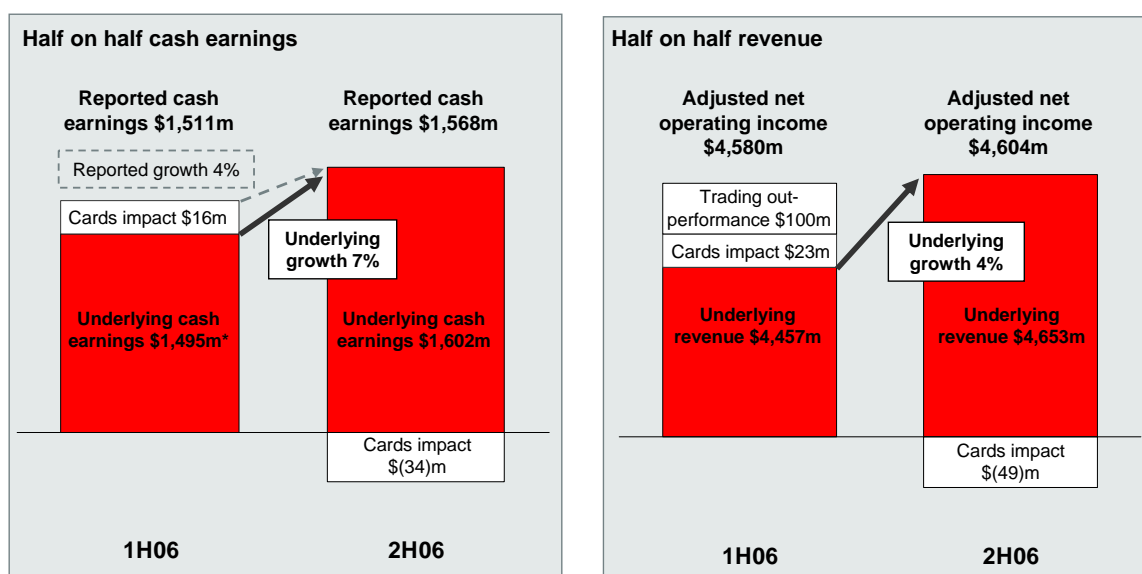 Half on half cash earnings
Reported cash
earnings $1,511m
Reported cash
earnings $1,568m
Reported growth 4%
Cards impact $16m
Underlying
growth 7%
Underlying cash
earnings $1,495m*
Underlying cash
earnings $1,602m
Cards impact
$(34)m
1H06
2H06
Half on half revenue
Adjusted net
operating income
$4,580m
Adjusted net
operating income
$4,604m
Trading out-
performance $100m
Cards impact $23m
Underlying
growth 4%
Underlying
revenue $4,457m
Underlying
revenue $4,653m
Cards impact
$(49)m
1H06
2H06